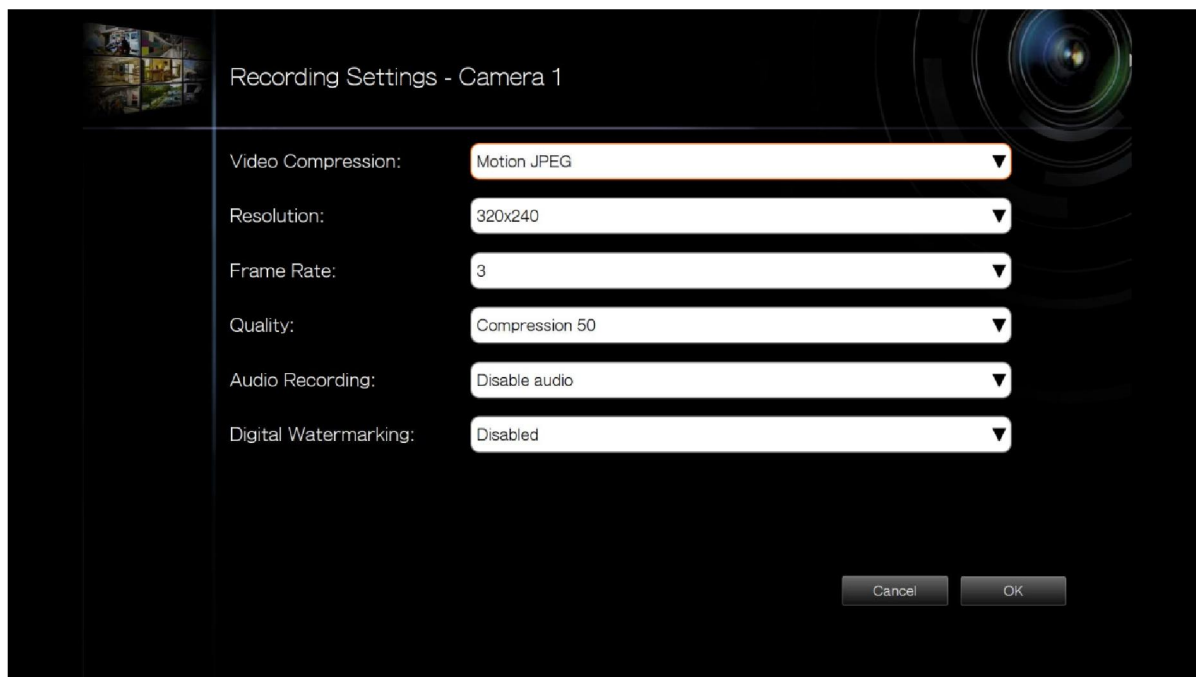 Recording Settings - Camera 1
Video Compression: Motion JPEG
Resolution: 320x240
Frame Rate: 3
Quality: Compression 50
Audio Recording: Disable audio
Digital Watermarking: Disabled
Cancel OK